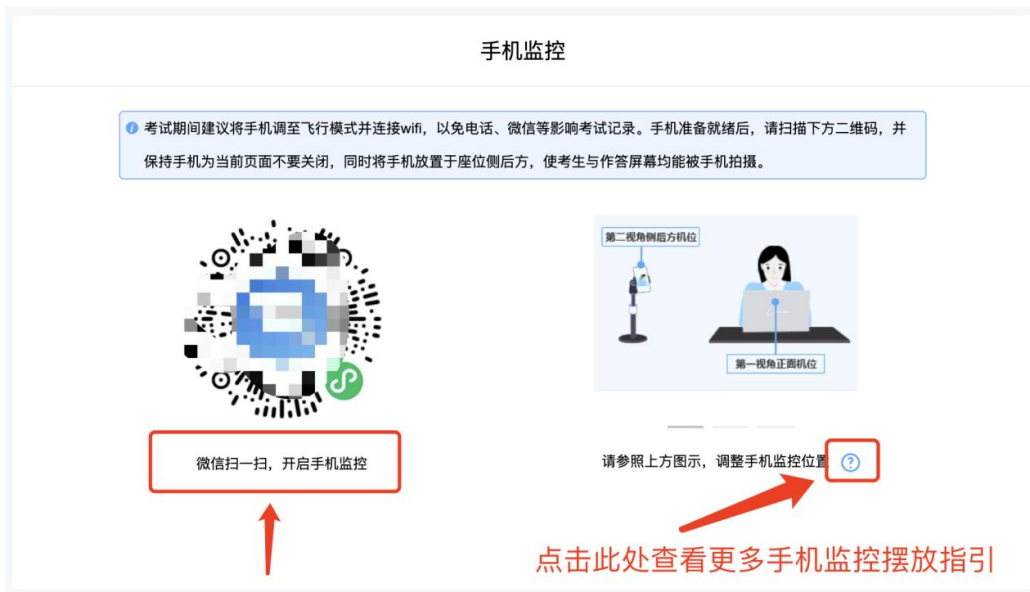 手机监控
考试期间建议将手机调至飞行模式并连接wifi，以免电话、微信等影响考试记录。手机准备就绪后，请扫描下方二维码，并
保持手机为当前页面不要关闭，同时将手机放置于座位侧后方，使考生与作答屏幕均能被手机拍摄。
第二视角侧后方机位
第一视角正面机位
微信扫一扫，开启手机监控
请参照上方图示，调整手机监控位置
点击此处查看更多手机监控摆放指引